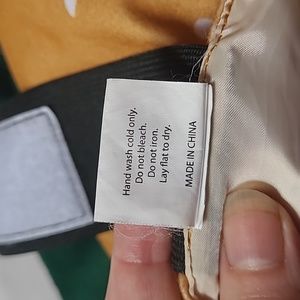 Hand wash cold only.
Do not bleach.
Do not iron.
Lay flat to dry.
MADE IN CHINA